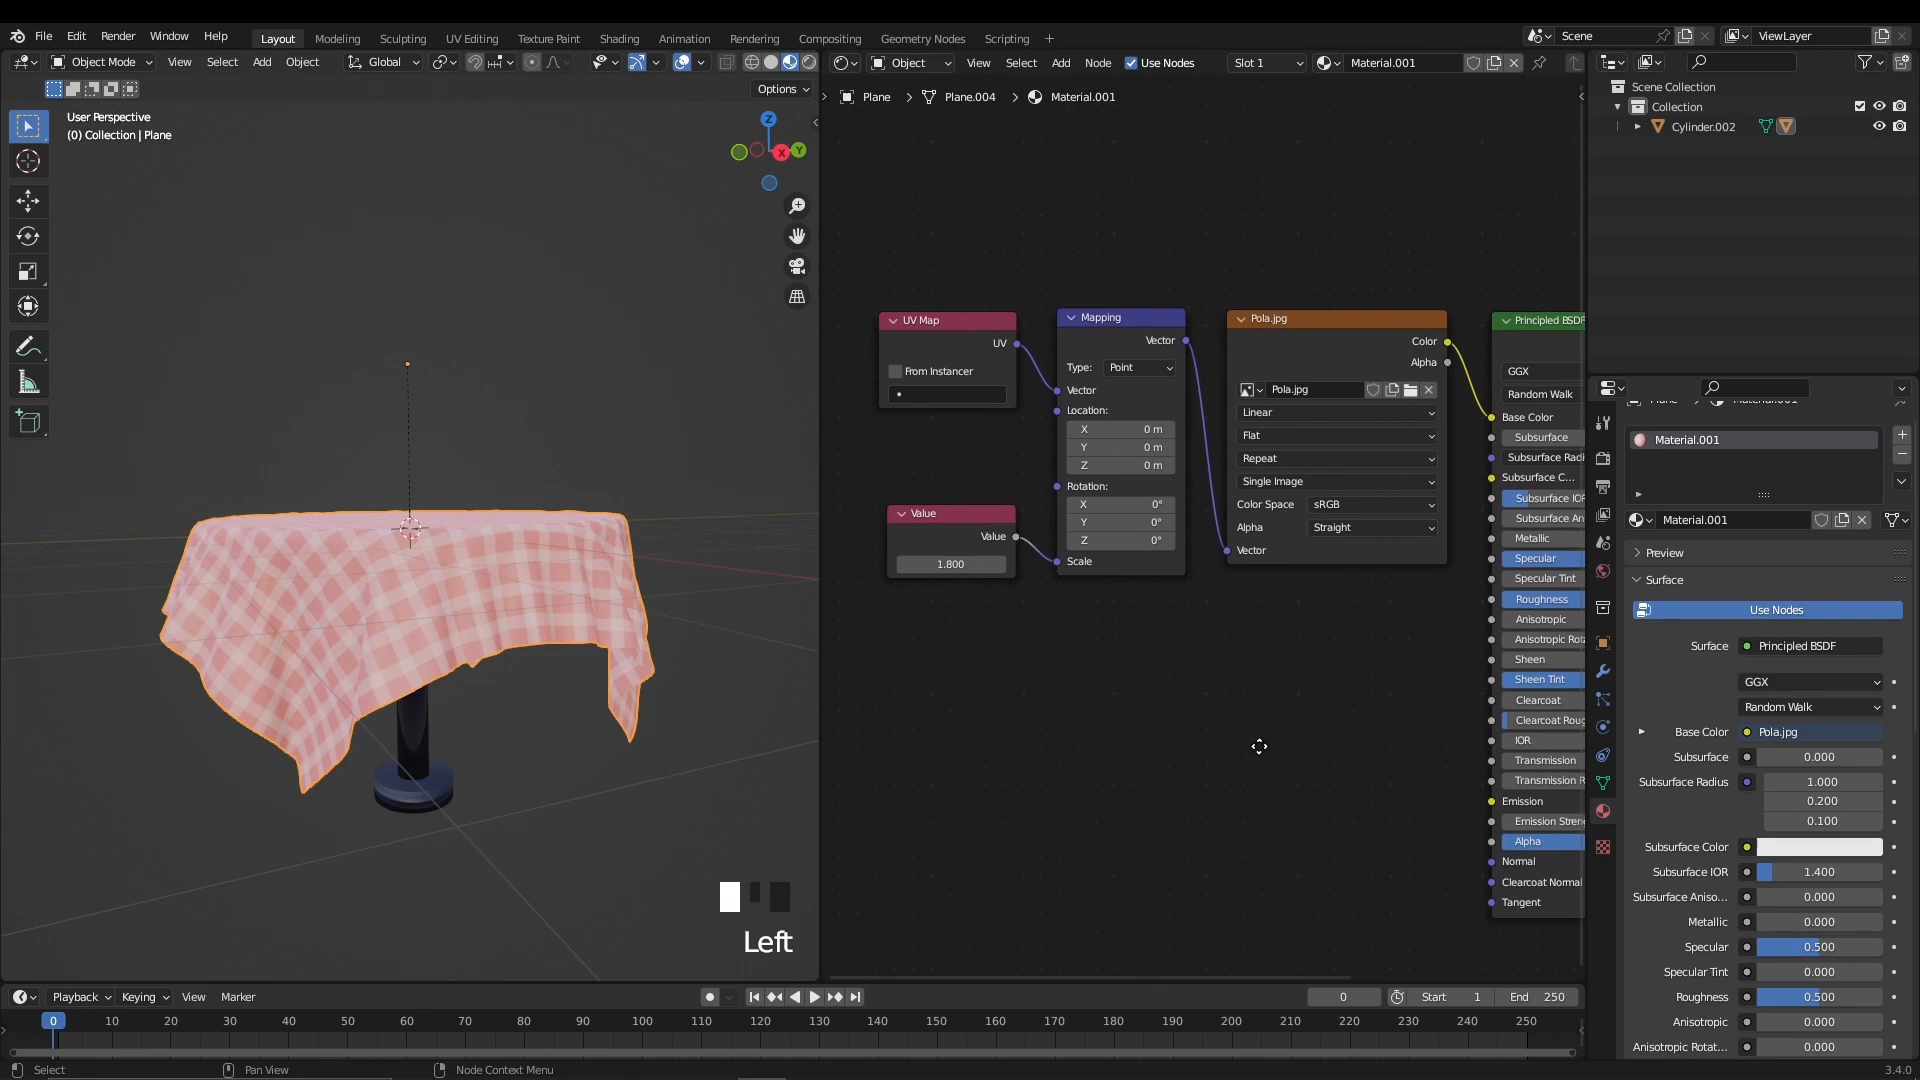 File Edit Render Window Help Layout Modeling Sculpting UV Editing Texture Paint Shading Animation Rendering Compositing Geometry Nodes Scripting + Scene ViewLayer
Object Mode View Select Add Object Global Object View Select Add Node Use Nodes Slot 1 Material.001
Options
Plane > Plane.004 > Material.001
Scene Collection
Collection
Cylinder.002
User Perspective
(0) Collection | Plane
Z
X
Y
UV Map
UV
From Instancer
Value
Value
1.800
Mapping
Vector
Type: Point
Vector
Location:
X 0 m
Y 0 m
Z 0 m
Rotation:
X 0°
Y 0°
Z 0°
Scale
Pola.jpg
Color
Alpha
Pola.jpg
Linear
Flat
Repeat
Single Image
Color Space sRGB
Alpha Straight
Vector
Principled BSDF
GGX
Random Walk
Base Color
Subsurface
Subsurface Radi
Subsurface C...
Subsurface IOR
Subsurface An
Metallic
Specular
Specular Tint
Roughness
Anisotropic
Anisotropic Rot
Sheen
Sheen Tint
Clearcoat
Clearcoat Roug
IOR
Transmission
Transmission R
Emission
Emission Stren
Alpha
Normal
Clearcoat Normal
Tangent
Material.001
Material.001
Preview
Surface
Use Nodes
Surface Principled BSDF
GGX
Random Walk
Base Color Pola.jpg
Subsurface 0.000
Subsurface Radius 1.000
0.200
0.100
Subsurface Color
Subsurface IOR 1.400
Subsurface Aniso... 0.000
Metallic 0.000
Specular 0.500
Specular Tint 0.000
Roughness 0.500
Anisotropic 0.000
Anisotropic Rotat... 0.000
Left
Playback Keying View Marker 0 Start 1 End 250
0 10 20 30 40 50 60 70 80 90 100 110 120 130 140 150 160 170 180 190 200 210 220 230 240 250
Select Pan View Node Context Menu 3.4.0